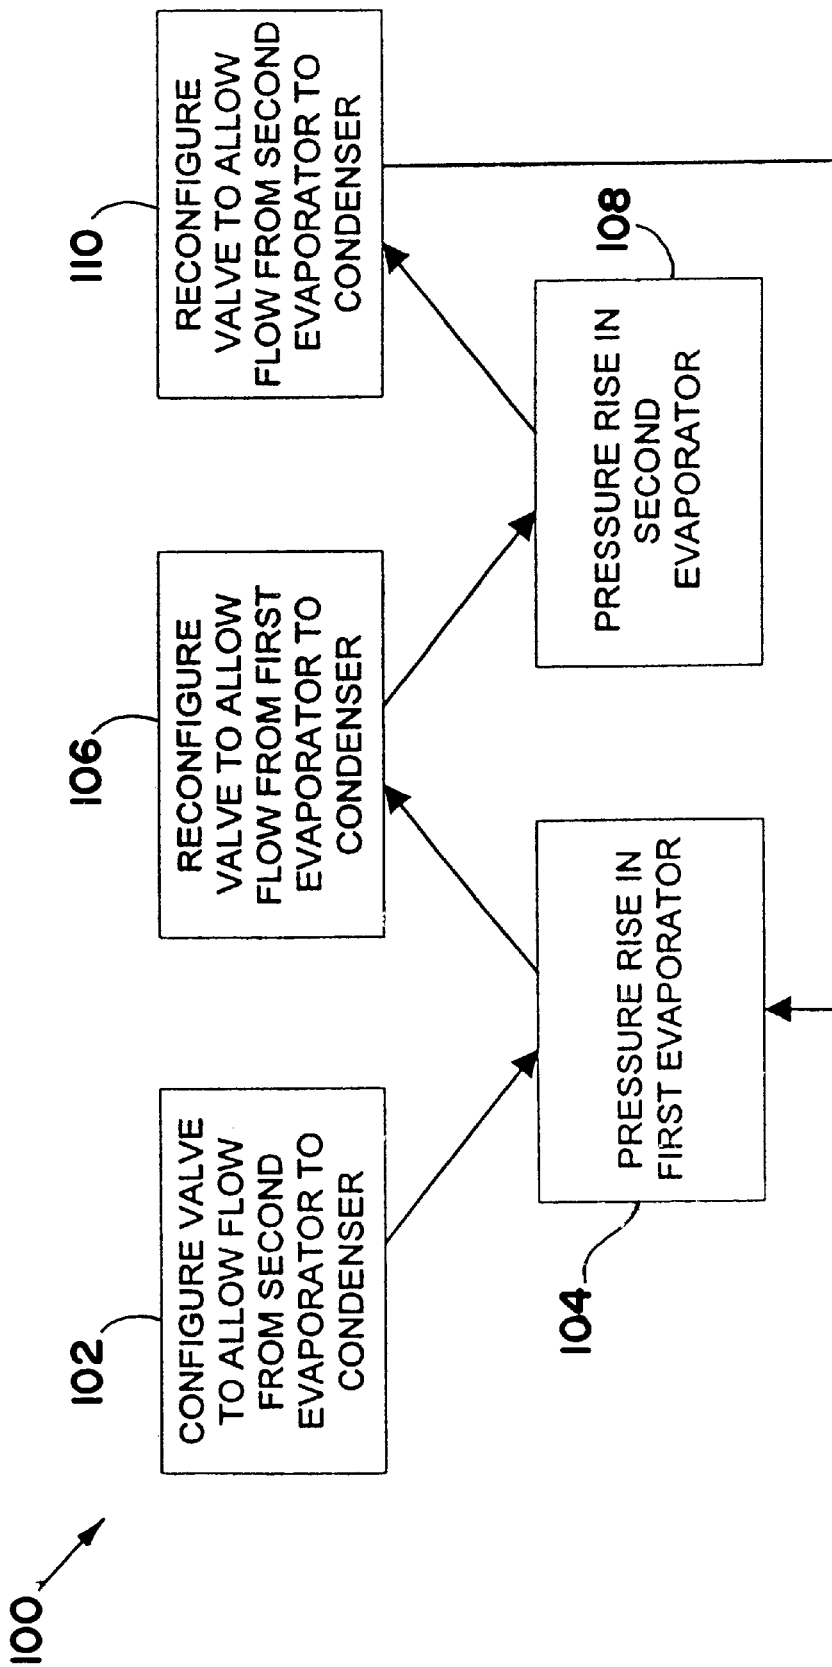 100
102
CONFIGURE VALVE
TO ALLOW FLOW
FROM SECOND
EVAPORATOR TO
CONDENSER
106
RECONFIGURE
VALVE TO ALLOW
FLOW FROM FIRST
EVAPORATOR TO
CONDENSER
110
RECONFIGURE
VALVE TO ALLOW
FLOW FROM SECOND
EVAPORATOR TO
CONDENSER
104
PRESSURE RISE IN
FIRST EVAPORATOR
108
PRESSURE RISE IN
SECOND
EVAPORATOR